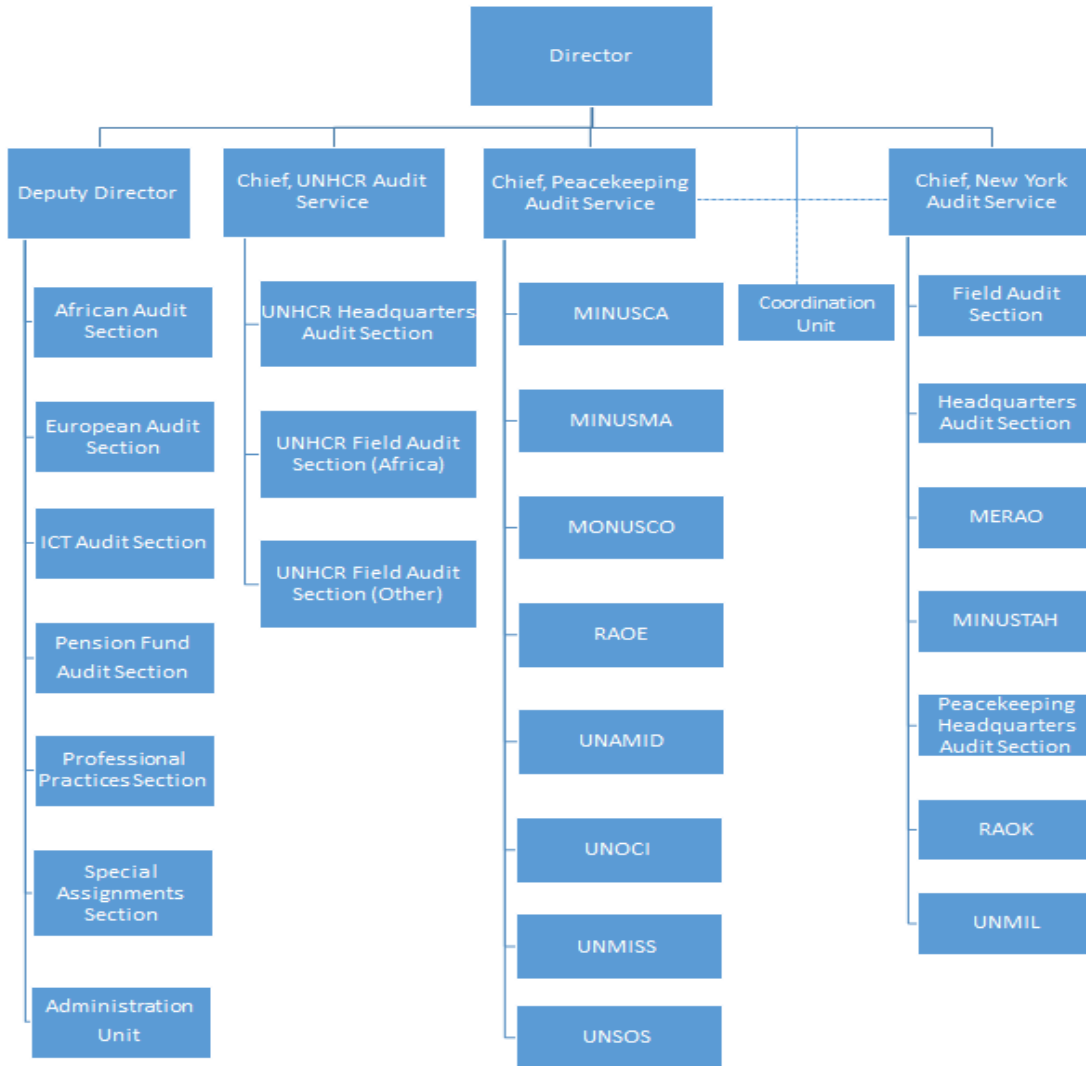 Director
Deputy Director
Chief, UNHCR Audit
Service
Chief, Peacekeeping
Audit Service
Chief, New York
Audit Service
African Audit
Section
European Audit
Section
ICT Audit Section
Pension Fund
Audit Section
Professional
Practices Section
Special
Assignments
Section
Administration
Unit
UNHCR Headquarters
Audit Section
UNHCR Field Audit
Section (Africa)
UNHCR Field Audit
Section (Other)
MINUSCA
MINUSMA
MONUSCO
RAOE
UNAMID
UNOCI
UNMISS
UNSOS
Coordination
Unit
Field Audit
Section
Headquarters
Audit Section
MERAO
MINUSTAH
Peacekeeping
Headquarters
Audit Section
RAOK
UNMIL